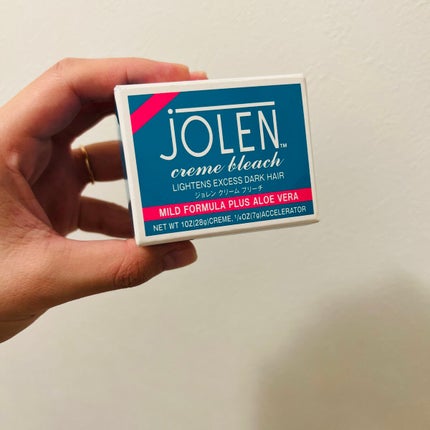 JOLEN™
creme bleach
LIGHTENS EXCESS DARK HAIR
ジョレン クリーム ブリーチ
MILD FORMULA PLUS ALOE VERA
NET WT 1OZ(28g)CREME, 1/4OZ(7g)ACCELERATOR